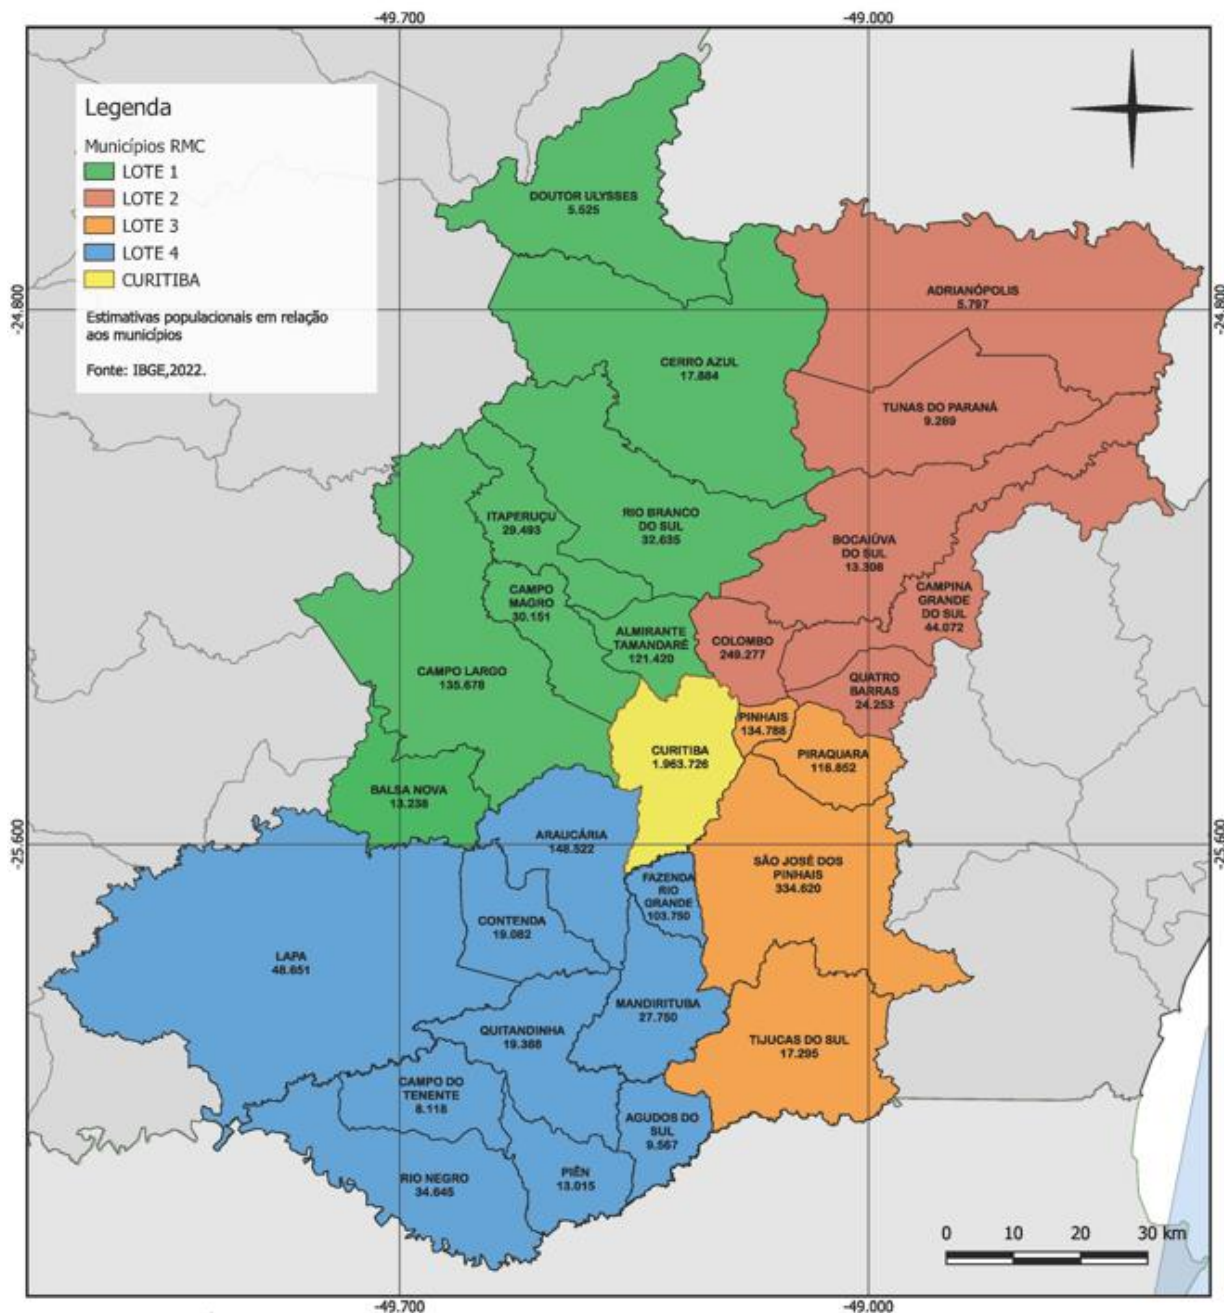 -49.700
-49.000
Legenda
Municípios RMC
LOTE 1
LOTE 2
LOTE 3
LOTE 4
CURITIBA
Estimativas populacionais em relação
aos municípios
Fonte: IBGE,2022.
-24.800
-24.800
DOUTOR ULYSSES
5.525
ADRIANÓPOLIS
5.797
CERRO AZUL
17.884
TUNAS DO PARANÁ
9.269
ITAPERUÇU
29.493
RIO BRANCO
DO SUL
32.635
BOCAIÚVA
DO SUL
13.308
CAMPINA
GRANDE
DO SUL
44.072
CAMPO
MAGRO
30.151
ALMIRANTE
TAMANDARÉ
121.420
COLOMBO
249.277
CAMPO LARGO
135.678
QUATRO
BARRAS
24.253
PINHAIS
134.788
CURITIBA
1.963.726
PIRAQUARA
118.852
BALSA NOVA
13.238
-25.600
-25.600
ARAUCÁRIA
148.522
SÃO JOSÉ DOS
PINHAIS
334.620
FAZENDA
RIO
GRANDE
103.750
CONTENDA
19.082
LAPA
48.651
MANDIRITUBA
27.750
QUITANDINHA
19.388
TIJUCAS DO SUL
17.295
CAMPO DO
TENENTE
8.118
AGUDOS DO
SUL
9.567
RIO NEGRO
34.645
PIÊN
13.015
0 10 20 30 km
-49.700
-49.000